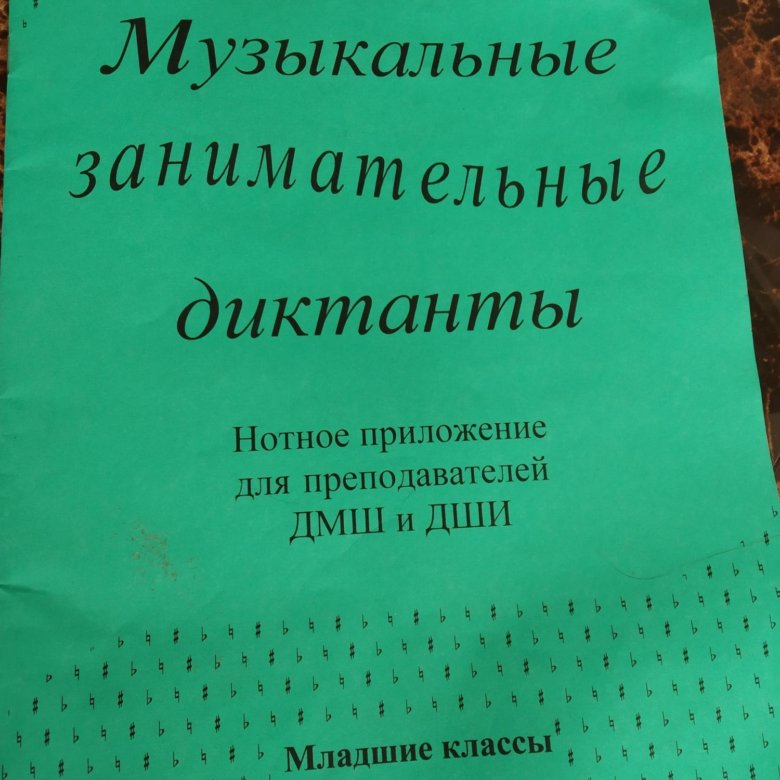 Музыкальные
занимательные
диктанты
Нотное приложение
для преподавателей
ДМШ и ДШИ
Младшие классы